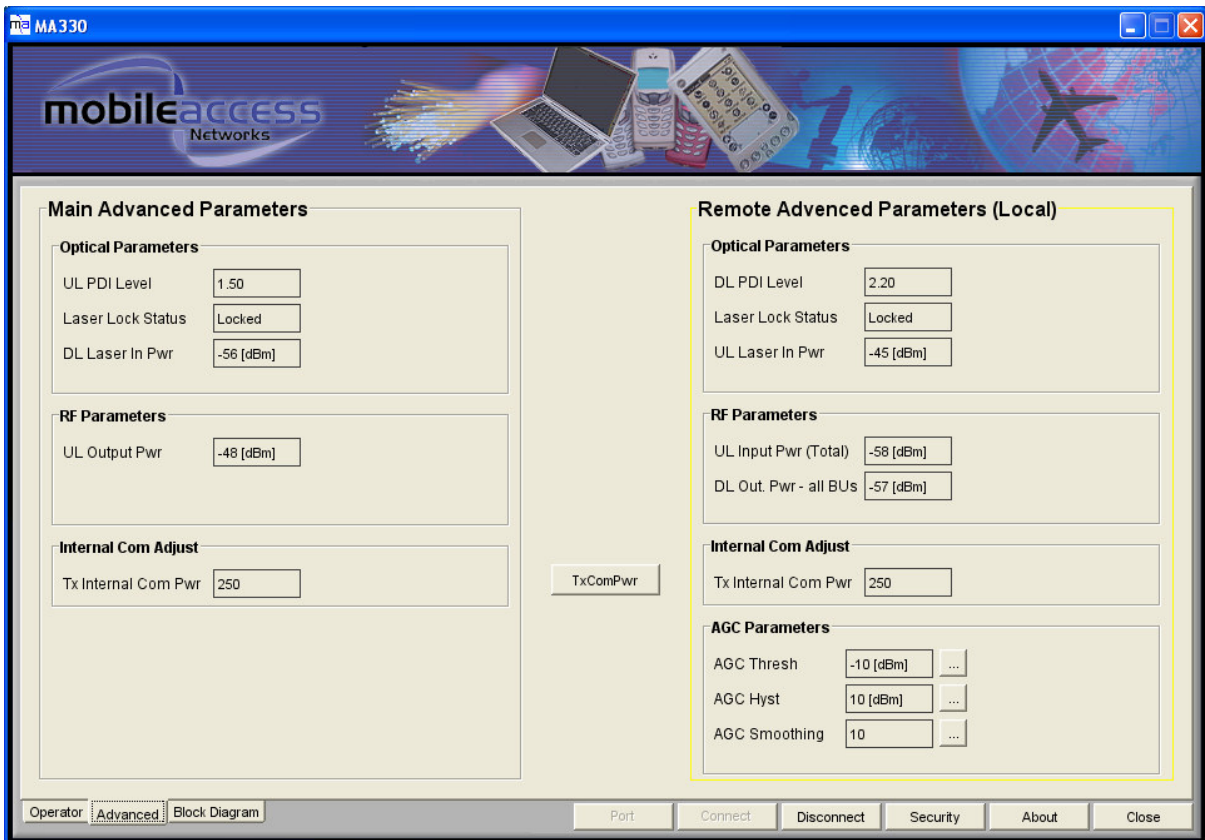 ma MA330
mobileaccess
Networks
Main Advanced Parameters
Optical Parameters
UL PDI Level 1.50
Laser Lock Status Locked
DL Laser In Pwr -56 [dBm]
RF Parameters
UL Output Pwr -48 [dBm]
Internal Com Adjust
Tx Internal Com Pwr 250
TxComPwr
Remote Advenced Parameters (Local)
Optical Parameters
DL PDI Level 2.20
Laser Lock Status Locked
UL Laser In Pwr -45 [dBm]
RF Parameters
UL Input Pwr (Total) -58 [dBm]
DL Out. Pwr - all BUs -57 [dBm]
Internal Com Adjust
Tx Internal Com Pwr 250
AGC Parameters
AGC Thresh -10 [dBm] ...
AGC Hyst 10 [dBm] ...
AGC Smoothing 10 ...
Operator Advanced Block Diagram Port Connect Disconnect Security About Close